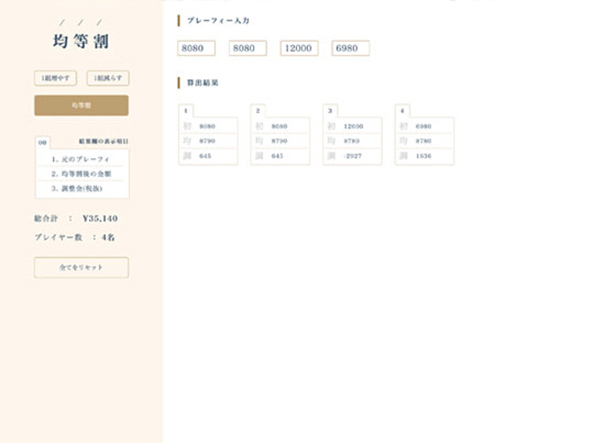 均等割
1組増やす 1組減らす
均等割
結果欄の表示項目
1. 元のプレーフィ
2. 均等割後の金額
3. 調整金(税抜)
総合計 : ¥35,140
プレイヤー数 : 4名
全てをリセット
プレーフィー入力
8080 8080 12000 6980
算出結果
1 2 3 4
初 8080 初 8080 初 12000 初 6980
均 8790 均 8790 均 8790 均 8780
調 645 調 645 調 -2927 調 1636